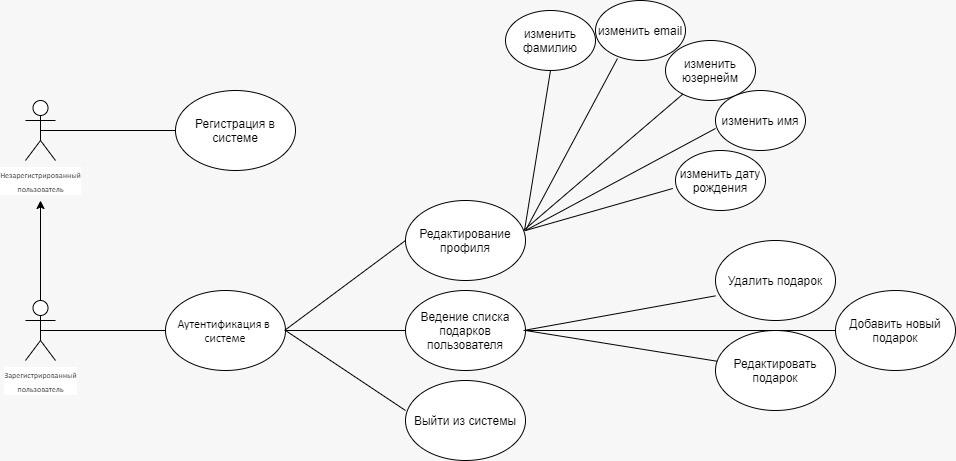 изменить
фамилию
изменить email
изменить
юзернейм
изменить имя
изменить дату
рождения
Регистрация в
системе
Незарегистрированный
пользователь
Редактирование
профиля
Удалить подарок
Аутентификация в
системе
Ведение списка
подарков
пользователя
Добавить новый
подарок
Редактировать
подарок
Зарегистрированный
пользователь
Выйти из системы